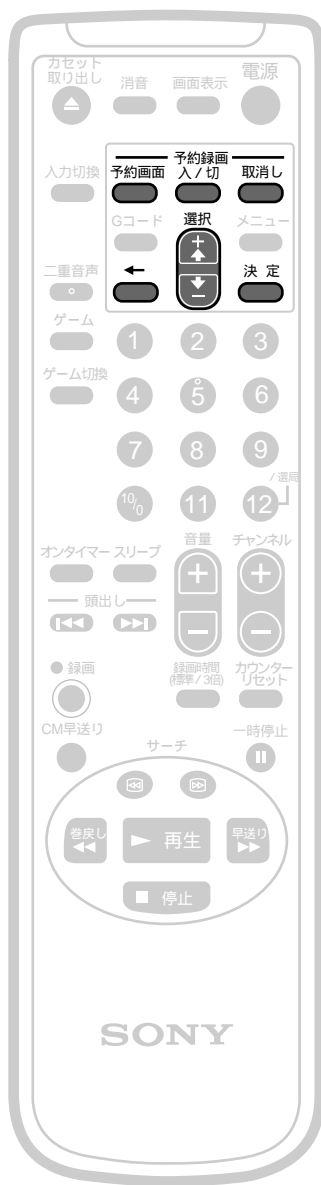 カセット
取り出し 消音 画面表示 電源
予約録画
入力切換 予約画面 入 / 切 取消し
Gコード 選択 メニュー
+
二重音声 ← − 決 定
ゲーム
1 2 3
ゲーム切換
4 5 6
7 8 9
/ 選局
10/0 11 12
音量 チャンネル
オンタイマー スリープ
+ +
頭出し
− −
● 録画 録画時間 カウンター
(標準 / 3倍) リセット
CM早送り サーチ 一時停止
巻戻し 再生 早送り
停止
SONY